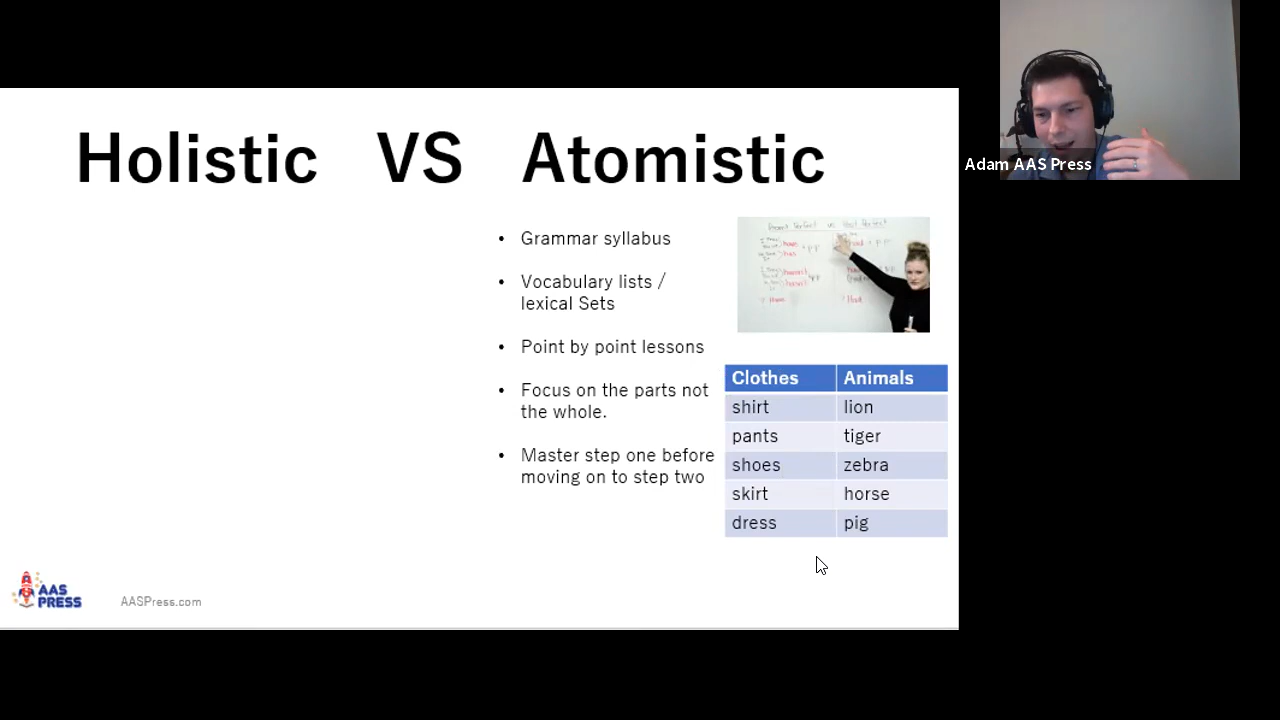 Holistic VS Atomistic
Adam AAS Press
• Grammar syllabus
• Vocabulary lists /
lexical Sets
• Point by point lessons
• Focus on the parts not
the whole.
• Master step one before
moving on to step two
Clothes Animals
shirt lion
pants tiger
shoes zebra
skirt horse
dress pig
AAS
PRESS
AASPress.com